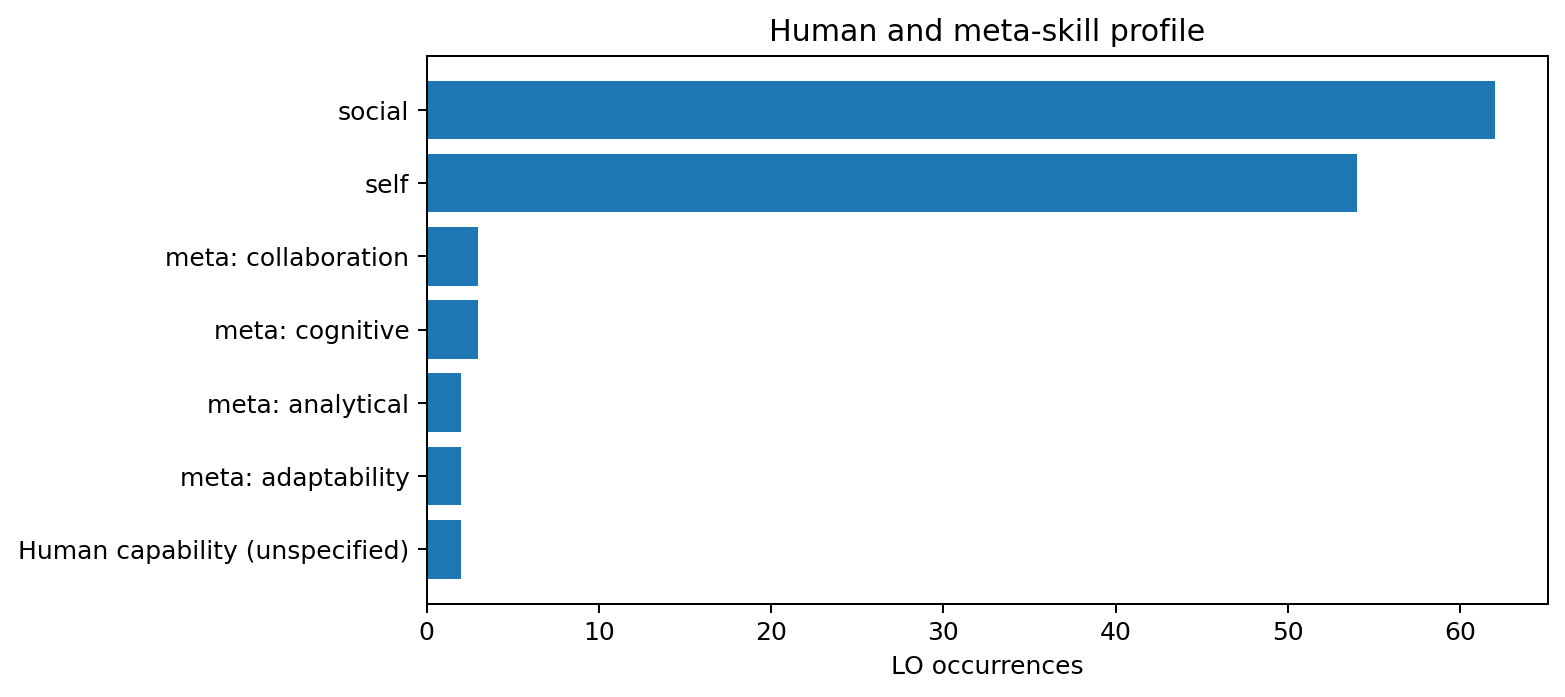 Human and meta-skill profile
social
self
meta: collaboration
meta: cognitive
meta: analytical
meta: adaptability
Human capability (unspecified)
0 10 20 30 40 50 60
LO occurrences